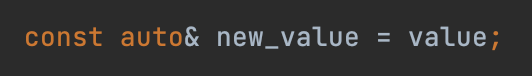 const auto& new_value = value;